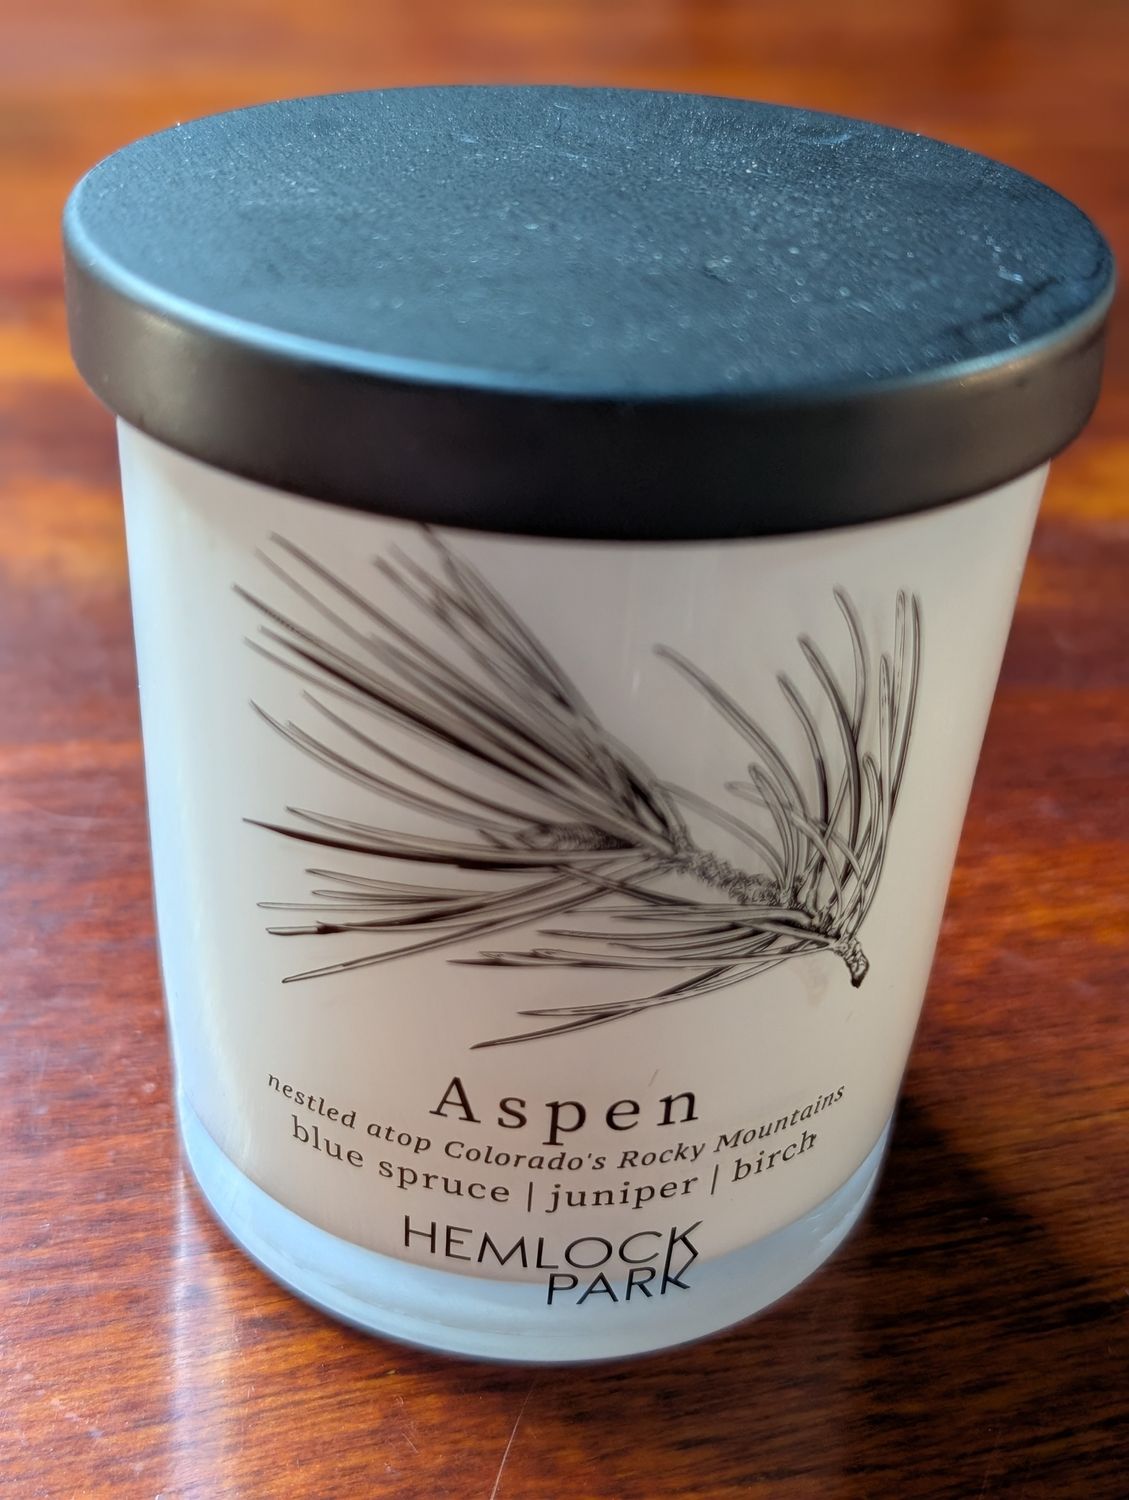 Aspen
nestled atop Colorado's Rocky Mountains
blue spruce | juniper | birch
HEMLOCK
PARK